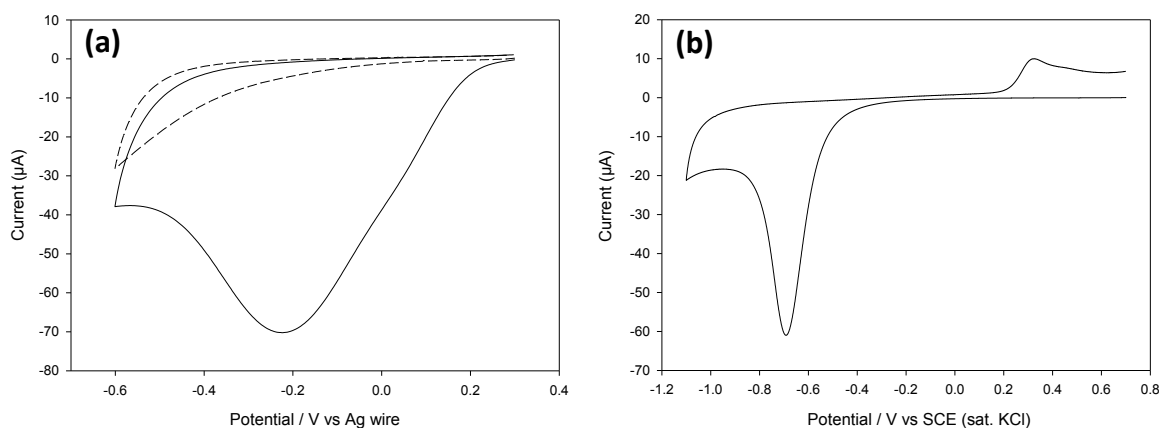 (a)
10
0
-10
-20
-30
-40
-50
-60
-70
-80
Current (µA)
-0.6 -0.4 -0.2 0.0 0.2 0.4
Potential / V vs Ag wire
(b)
20
10
0
-10
-20
-30
-40
-50
-60
-70
Current (µA)
-1.2 -1.0 -0.8 -0.6 -0.4 -0.2 0.0 0.2 0.4 0.6 0.8
Potential / V vs SCE (sat. KCl)